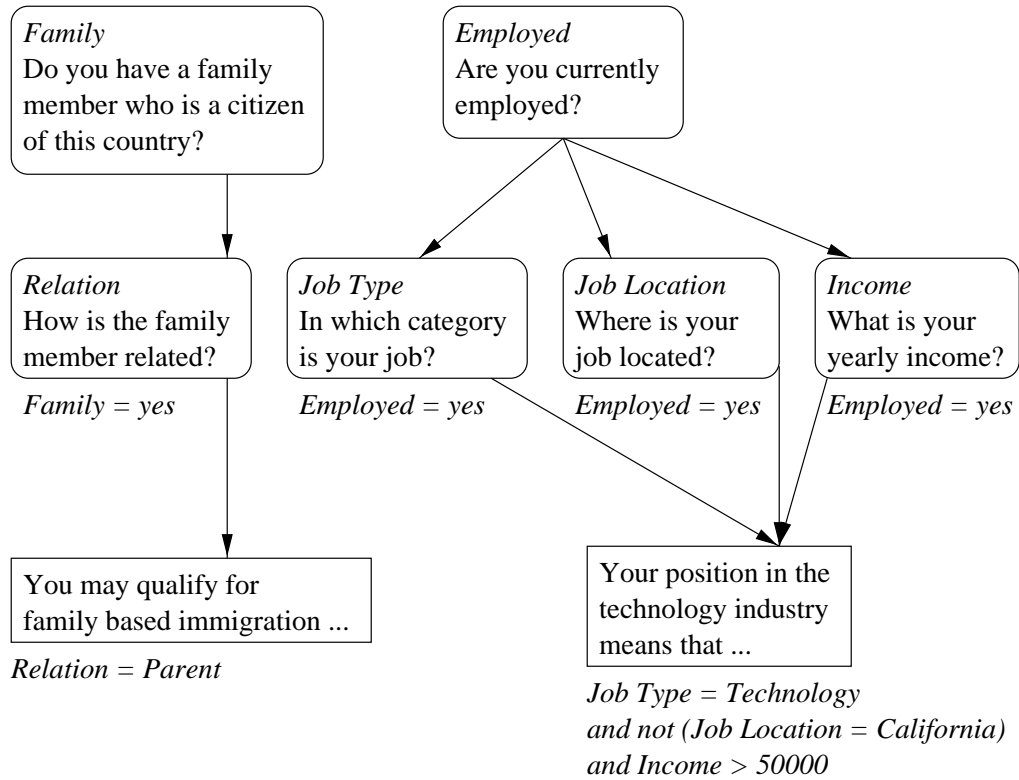 Family
Do you have a family
member who is a citizen
of this country?
Employed
Are you currently
employed?
Relation
How is the family
member related?
Family = yes
Job Type
In which category
is your job?
Employed = yes
Job Location
Where is your
job located?
Employed = yes
Income
What is your
yearly income?
Employed = yes
You may qualify for
family based immigration ...
Relation = Parent
Your position in the
technology industry
means that ...
Job Type = Technology
and not (Job Location = California)
and Income > 50000